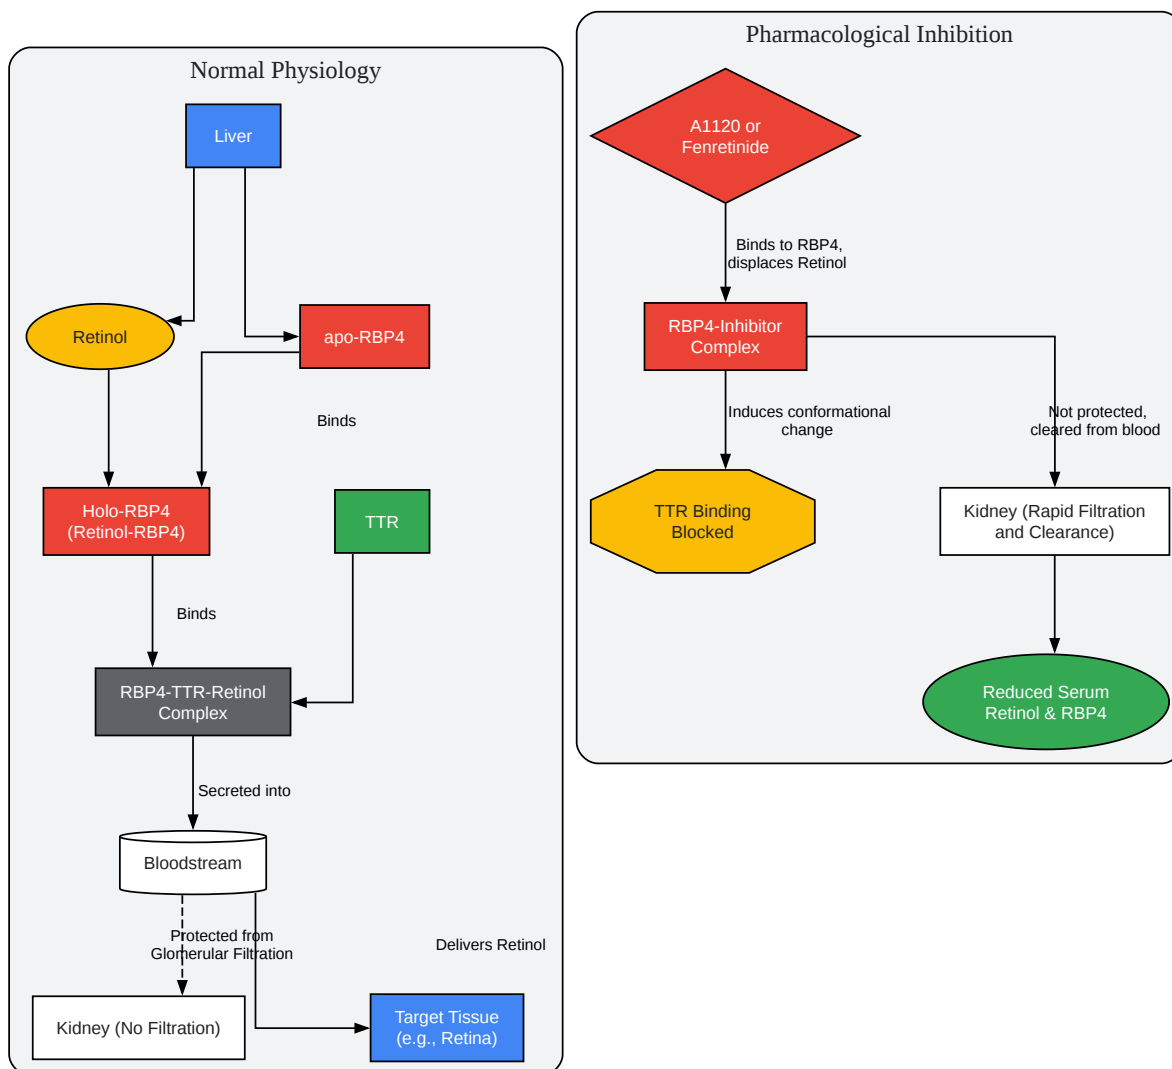 Normal Physiology
Liver
Retinol
apo-RBP4
Binds
Holo-RBP4
(Retinol-RBP4)
TTR
Binds
RBP4-TTR-Retinol
Complex
Secreted into
Bloodstream
Protected from
Glomerular Filtration
Delivers Retinol
Kidney (No Filtration)
Target Tissue
(e.g., Retina)
Pharmacological Inhibition
A1120 or
Fenretinide
Binds to RBP4,
displaces Retinol
RBP4-Inhibitor
Complex
Induces conformational
change
Not protected,
cleared from blood
TTR Binding
Blocked
Kidney (Rapid Filtration
and Clearance)
Reduced Serum
Retinol & RBP4